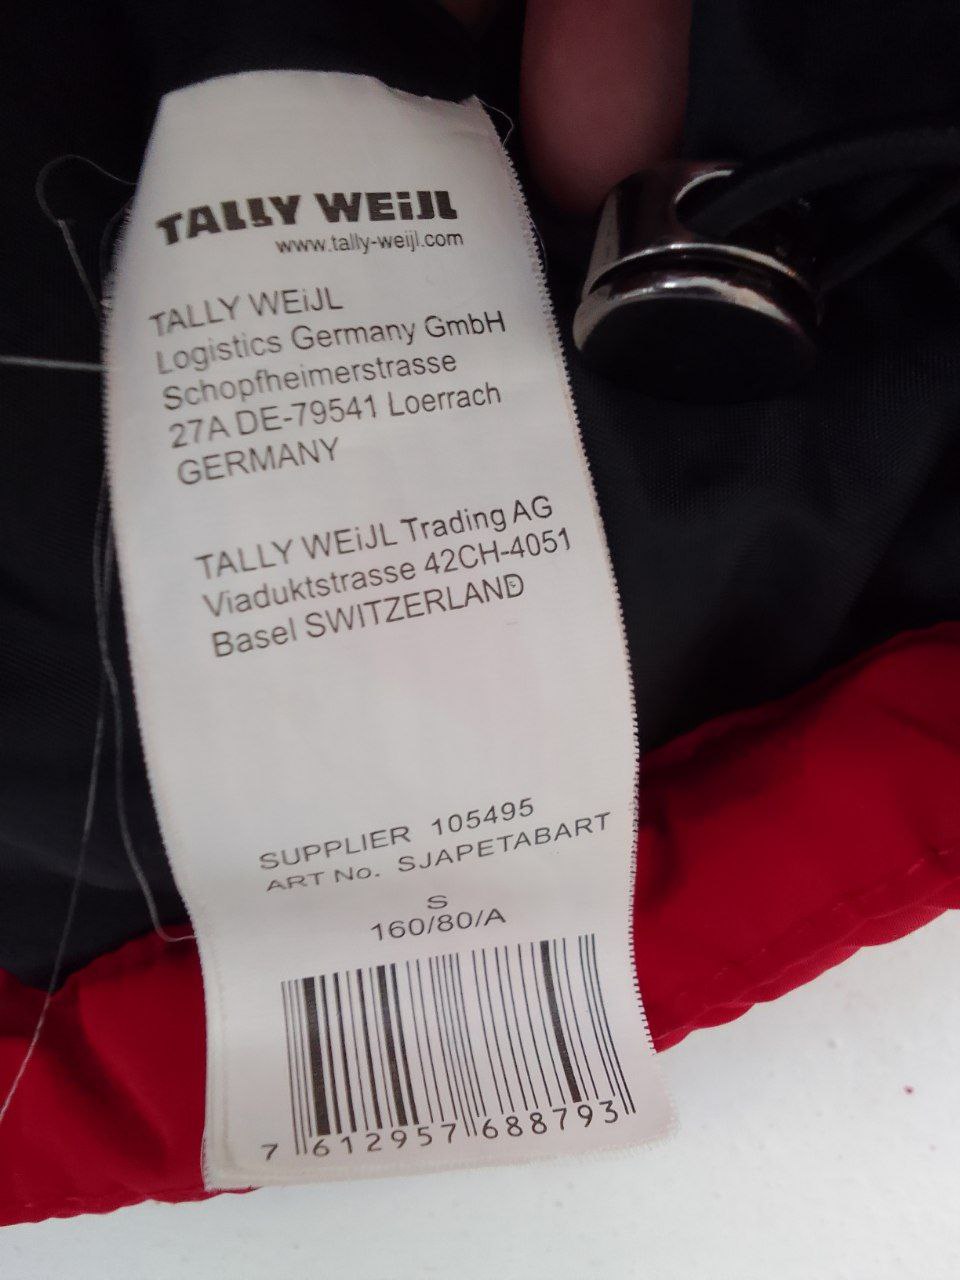 TALLY WEiJL
www.tally-weijl.com
TALLY WEiJL
Logistics Germany GmbH
Schopfheimerstrasse
27A DE-79541 Loerrach
GERMANY
TALLY WEiJL Trading AG
Viaduktstrasse 42CH-4051
Basel SWITZERLAND
SUPPLIER 105495
ART No. SJAPETABART
S
160/80/A
7 612957 688793